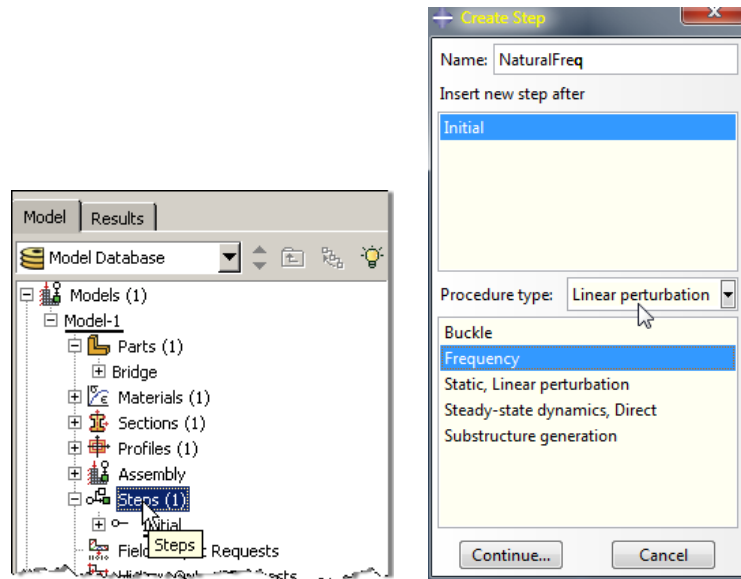 Model Results
Model Database
Models (1)
Model-1
Parts (1)
Bridge
Materials (1)
Sections (1)
Profiles (1)
Assembly
Steps (1)
Initial
Steps
Field Requests
Create Step
Name: NaturalFreq
Insert new step after
Initial
Procedure type: Linear perturbation
Buckle
Frequency
Static, Linear perturbation
Steady-state dynamics, Direct
Substructure generation
Continue... Cancel